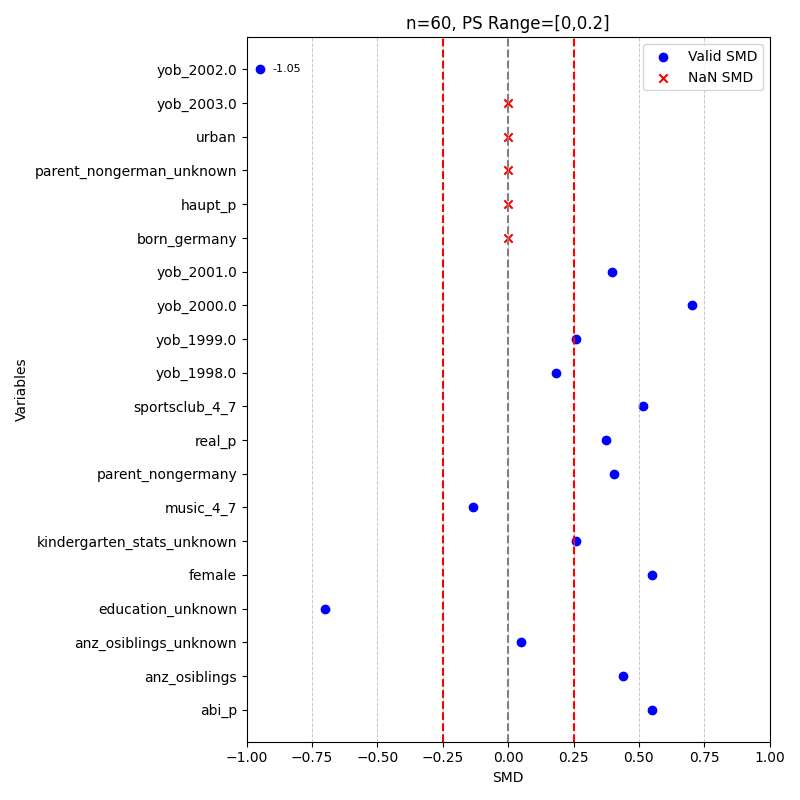 n=60, PS Range=[0,0.2]
Valid SMD
NaN SMD
yob_2002.0
-1.05
yob_2003.0
urban
parent_nongerman_unknown
haupt_p
born_germany
yob_2001.0
yob_2000.0
yob_1999.0
yob_1998.0
sportsclub_4_7
real_p
parent_nongermany
music_4_7
kindergarten_stats_unknown
female
education_unknown
anz_osiblings_unknown
anz_osiblings
abi_p
Variables
−1.00 −0.75 −0.50 −0.25 0.00 0.25 0.50 0.75 1.00
SMD